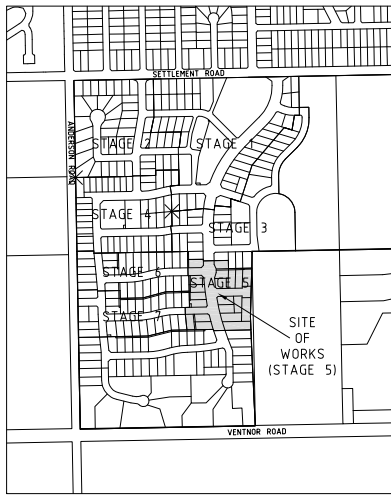 SETTLEMENT ROAD
ANDERSON ROAD
STAGE 2
STAGE 1
STAGE 4
STAGE 3
STAGE 6
STAGE 5
STAGE 7
SITE
OF
WORKS
(STAGE 5)
VENTNOR ROAD